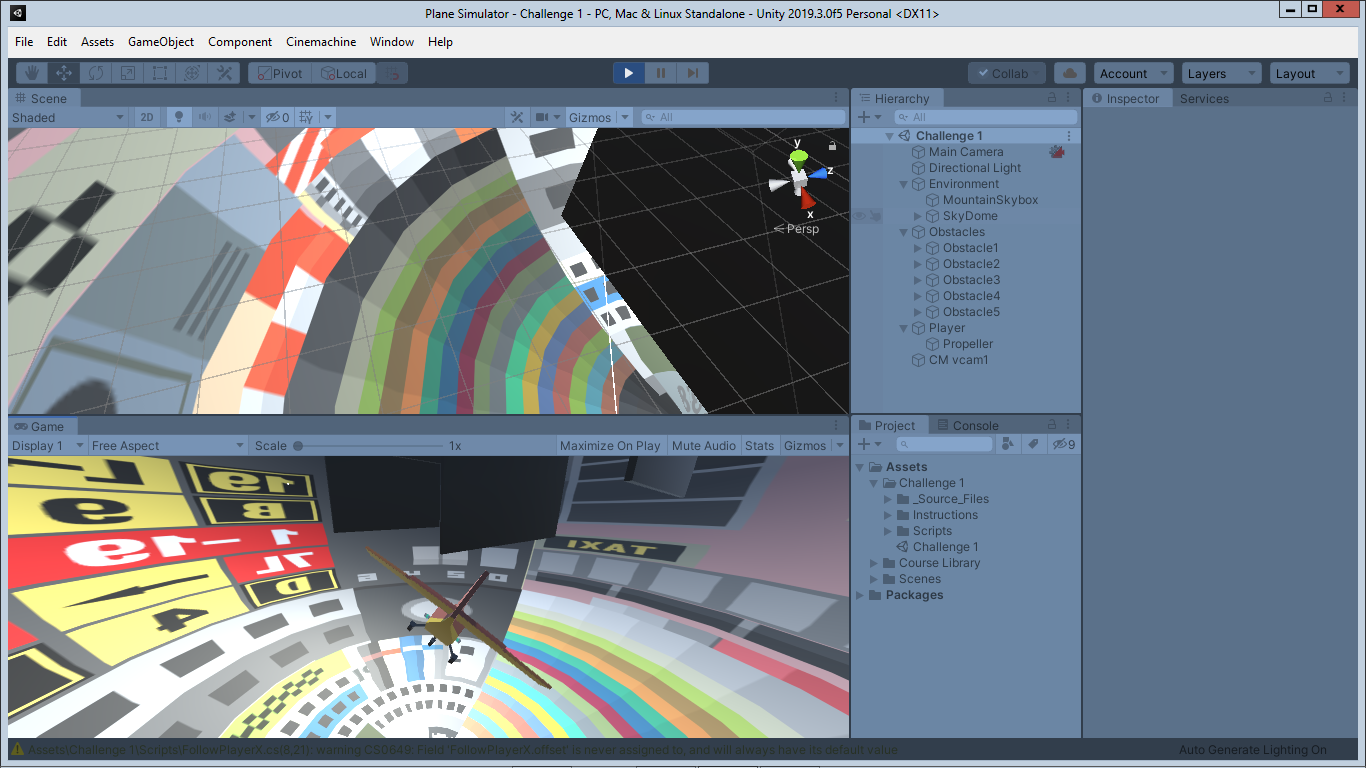 Plane Simulator - Challenge 1 - PC, Mac & Linux Standalone - Unity 2019.3.0f5 Personal <DX11>
File Edit Assets GameObject Component Cinemachine Window Help
Pivot Local Collab Account Layers Layout
Scene
Shaded 2D 0 Gizmos All
y
z
x
Persp
Game
Display 1 Free Aspect Scale 1x Maximize On Play Mute Audio Stats Gizmos
TAXI
Hierarchy
All
Challenge 1
Main Camera
Directional Light
Environment
MountainSkybox
SkyDome
Obstacles
Obstacle1
Obstacle2
Obstacle3
Obstacle4
Obstacle5
Player
Propeller
CM vcam1
Project Console
9
Assets
Challenge 1
_Source_Files
Instructions
Scripts
Challenge 1
Course Library
Scenes
Packages
Inspector Services
Assets\Challenge 1\Scripts\FollowPlayerX.cs(8,21): warning CS0649: Field 'FollowPlayerX.offset' is never assigned to, and will always have its default value
Auto Generate Lighting On